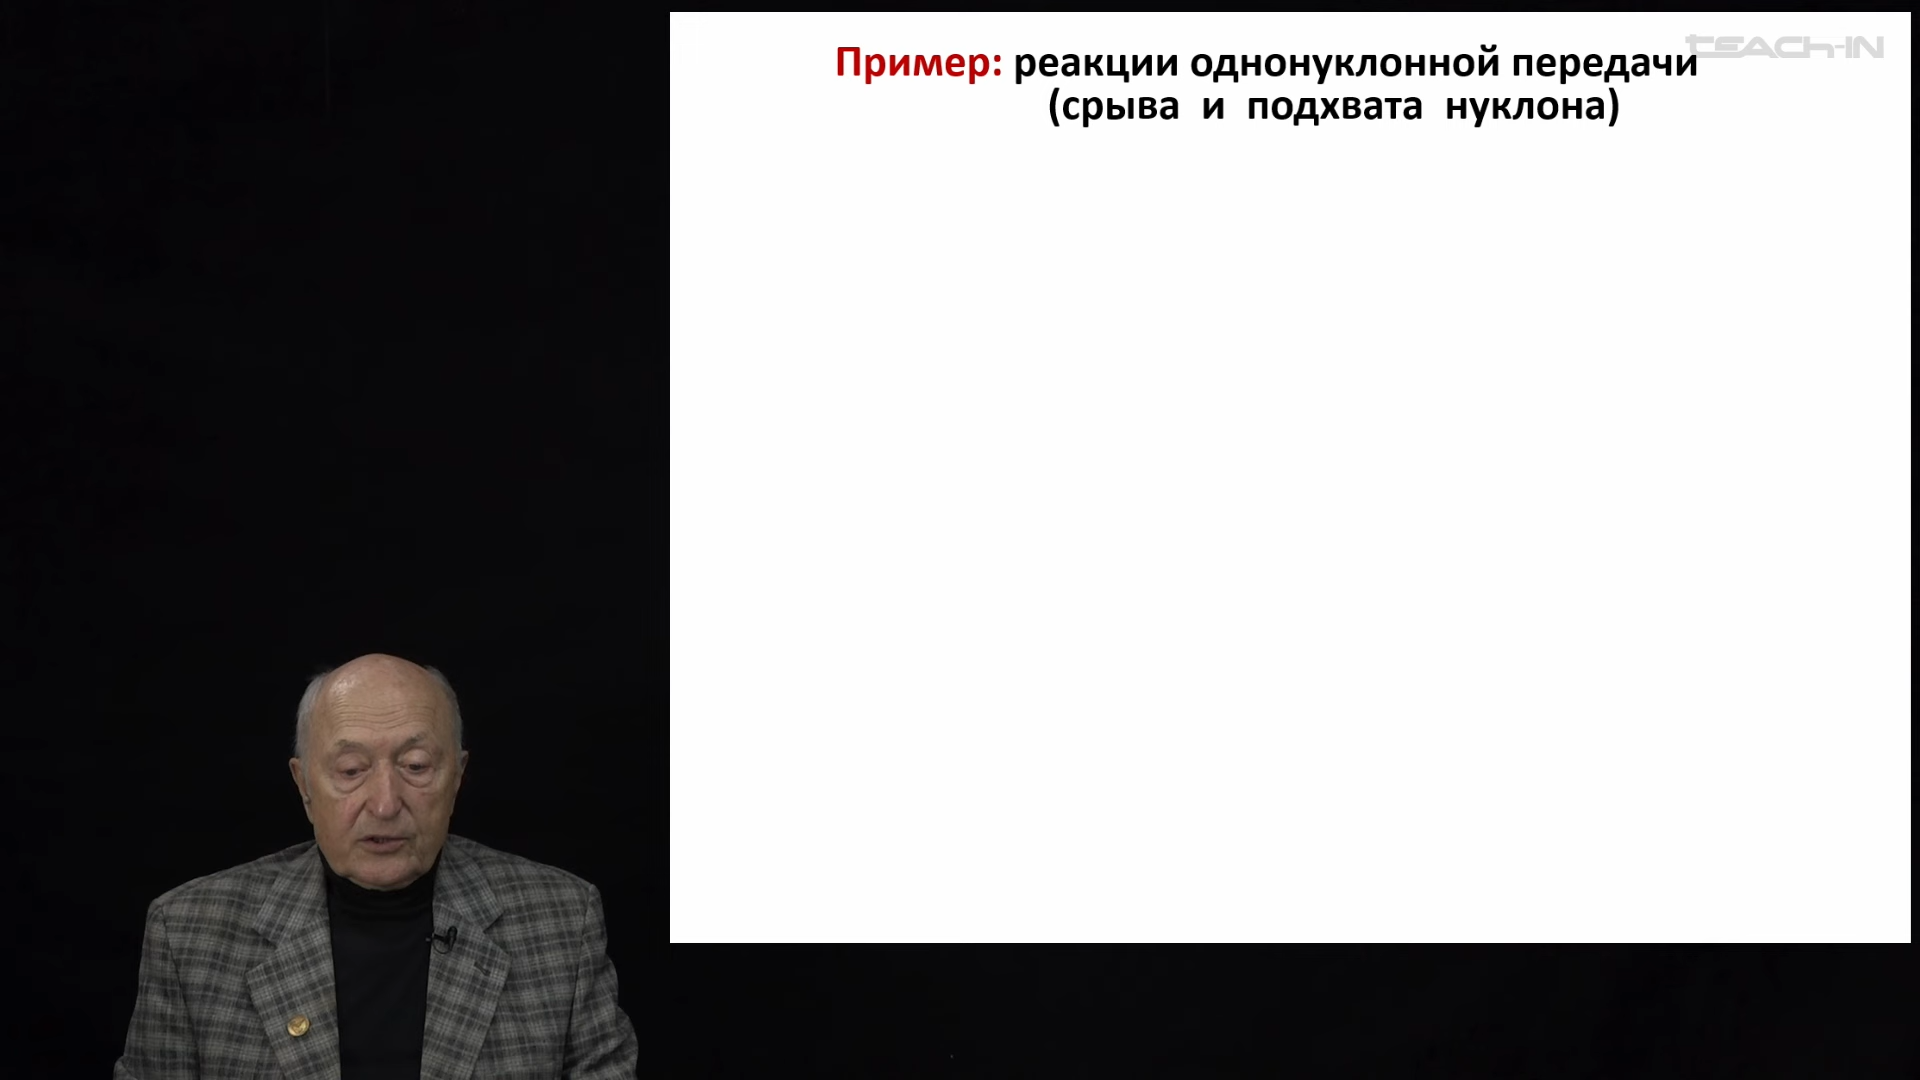 Пример: реакции однонуклонной передачи
(срыва и подхвата нуклона)
teach-in